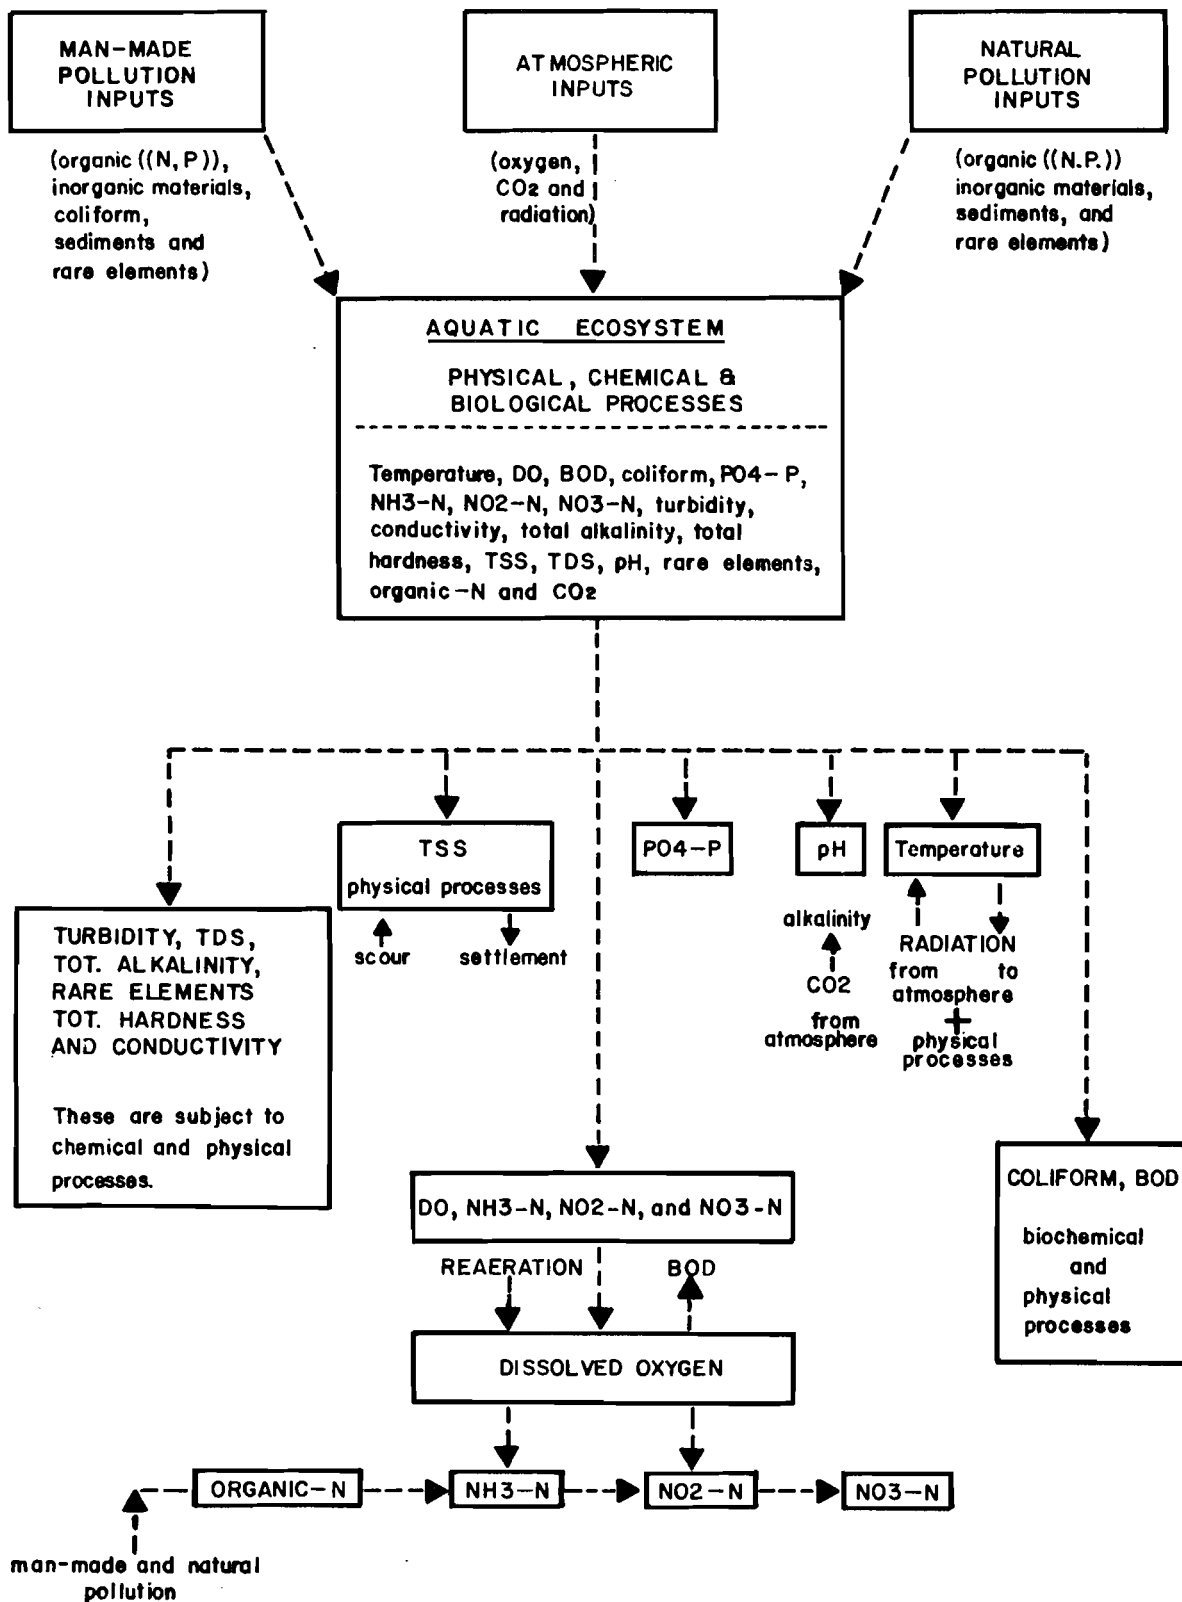 MAN-MADE
POLLUTION
INPUTS
ATMOSPHERIC
INPUTS
NATURAL
POLLUTION
INPUTS
(organic ((N, P)),
inorganic materials,
coliform,
sediments and
rare elements)
(oxygen,
CO2 and
radiation)
(organic ((N.P.))
inorganic materials,
sediments, and
rare elements)
AQUATIC ECOSYSTEM
PHYSICAL, CHEMICAL &
BIOLOGICAL PROCESSES
Temperature, DO, BOD, coliform, PO4-P,
NH3-N, NO2-N, NO3-N, turbidity,
conductivity, total alkalinity, total
hardness, TSS, TDS, pH, rare elements,
organic-N and CO2
TSS
physical processes
scour
settlement
PO4-P
pH
alkalinity
CO2
from
atmosphere
Temperature
RADIATION
from to
atmosphere
+
physical
processes
TURBIDITY, TDS,
TOT. ALKALINITY,
RARE ELEMENTS
TOT. HARDNESS
AND CONDUCTIVITY
These are subject to
chemical and physical
processes.
COLIFORM, BOD
biochemical
and
physical
processes
DO, NH3-N, NO2-N, and NO3-N
REAERATION
BOD
DISSOLVED OXYGEN
ORGANIC-N
NH3-N
NO2-N
NO3-N
man-made and natural
pollution